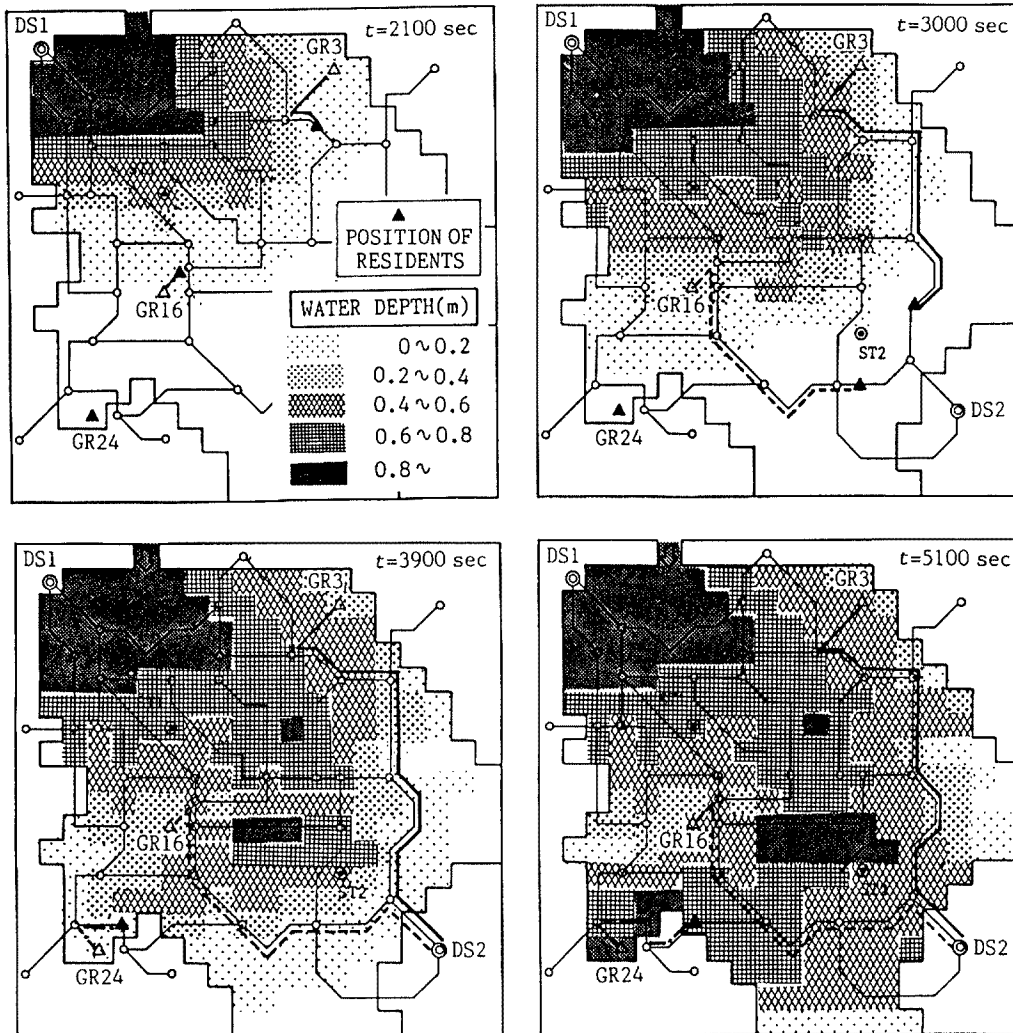 DS1
t=2100 sec
GR3
▲
POSITION OF
RESIDENTS
GR16
WATER DEPTH(m)
0~0.2
0.2~0.4
0.4~0.6
0.6~0.8
0.8~
GR24
DS1
t=3000 sec
GR3
GR16
ST2
DS2
GR24
DS1
t=3900 sec
GR3
GR16
ST2
DS2
GR24
DS1
t=5100 sec
GR3
GR16
DS2
GR24